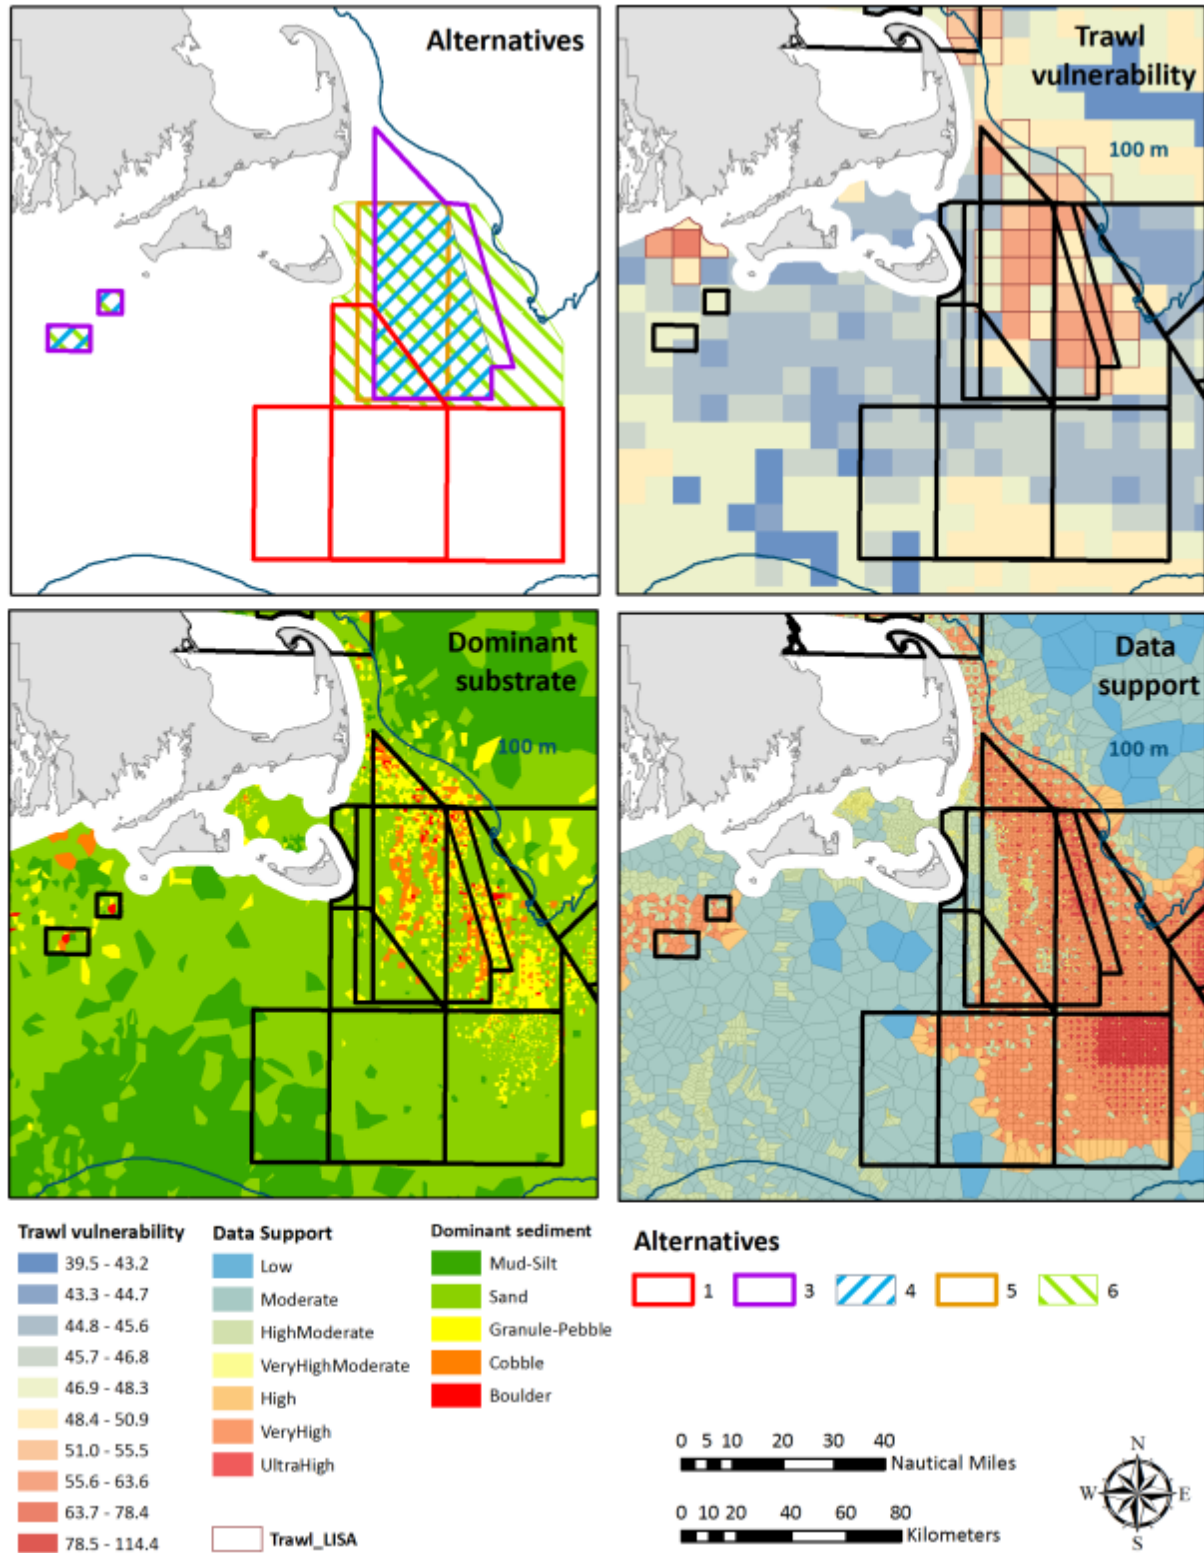 Alternatives
Trawl
vulnerability
100 m
Dominant
substrate
100 m
Data
support
100 m
Trawl vulnerability
39.5 - 43.2
43.3 - 44.7
44.8 - 45.6
45.7 - 46.8
46.9 - 48.3
48.4 - 50.9
51.0 - 55.5
55.6 - 63.6
63.7 - 78.4
78.5 - 114.4
Data Support
Low
Moderate
HighModerate
VeryHighModerate
High
VeryHigh
UltraHigh
Trawl_LISA
Dominant sediment
Mud-Silt
Sand
Granule-Pebble
Cobble
Boulder
Alternatives
1 3 4 5 6
0 5 10 20 30 40
Nautical Miles
0 10 20 40 60 80
Kilometers
N
W E
S